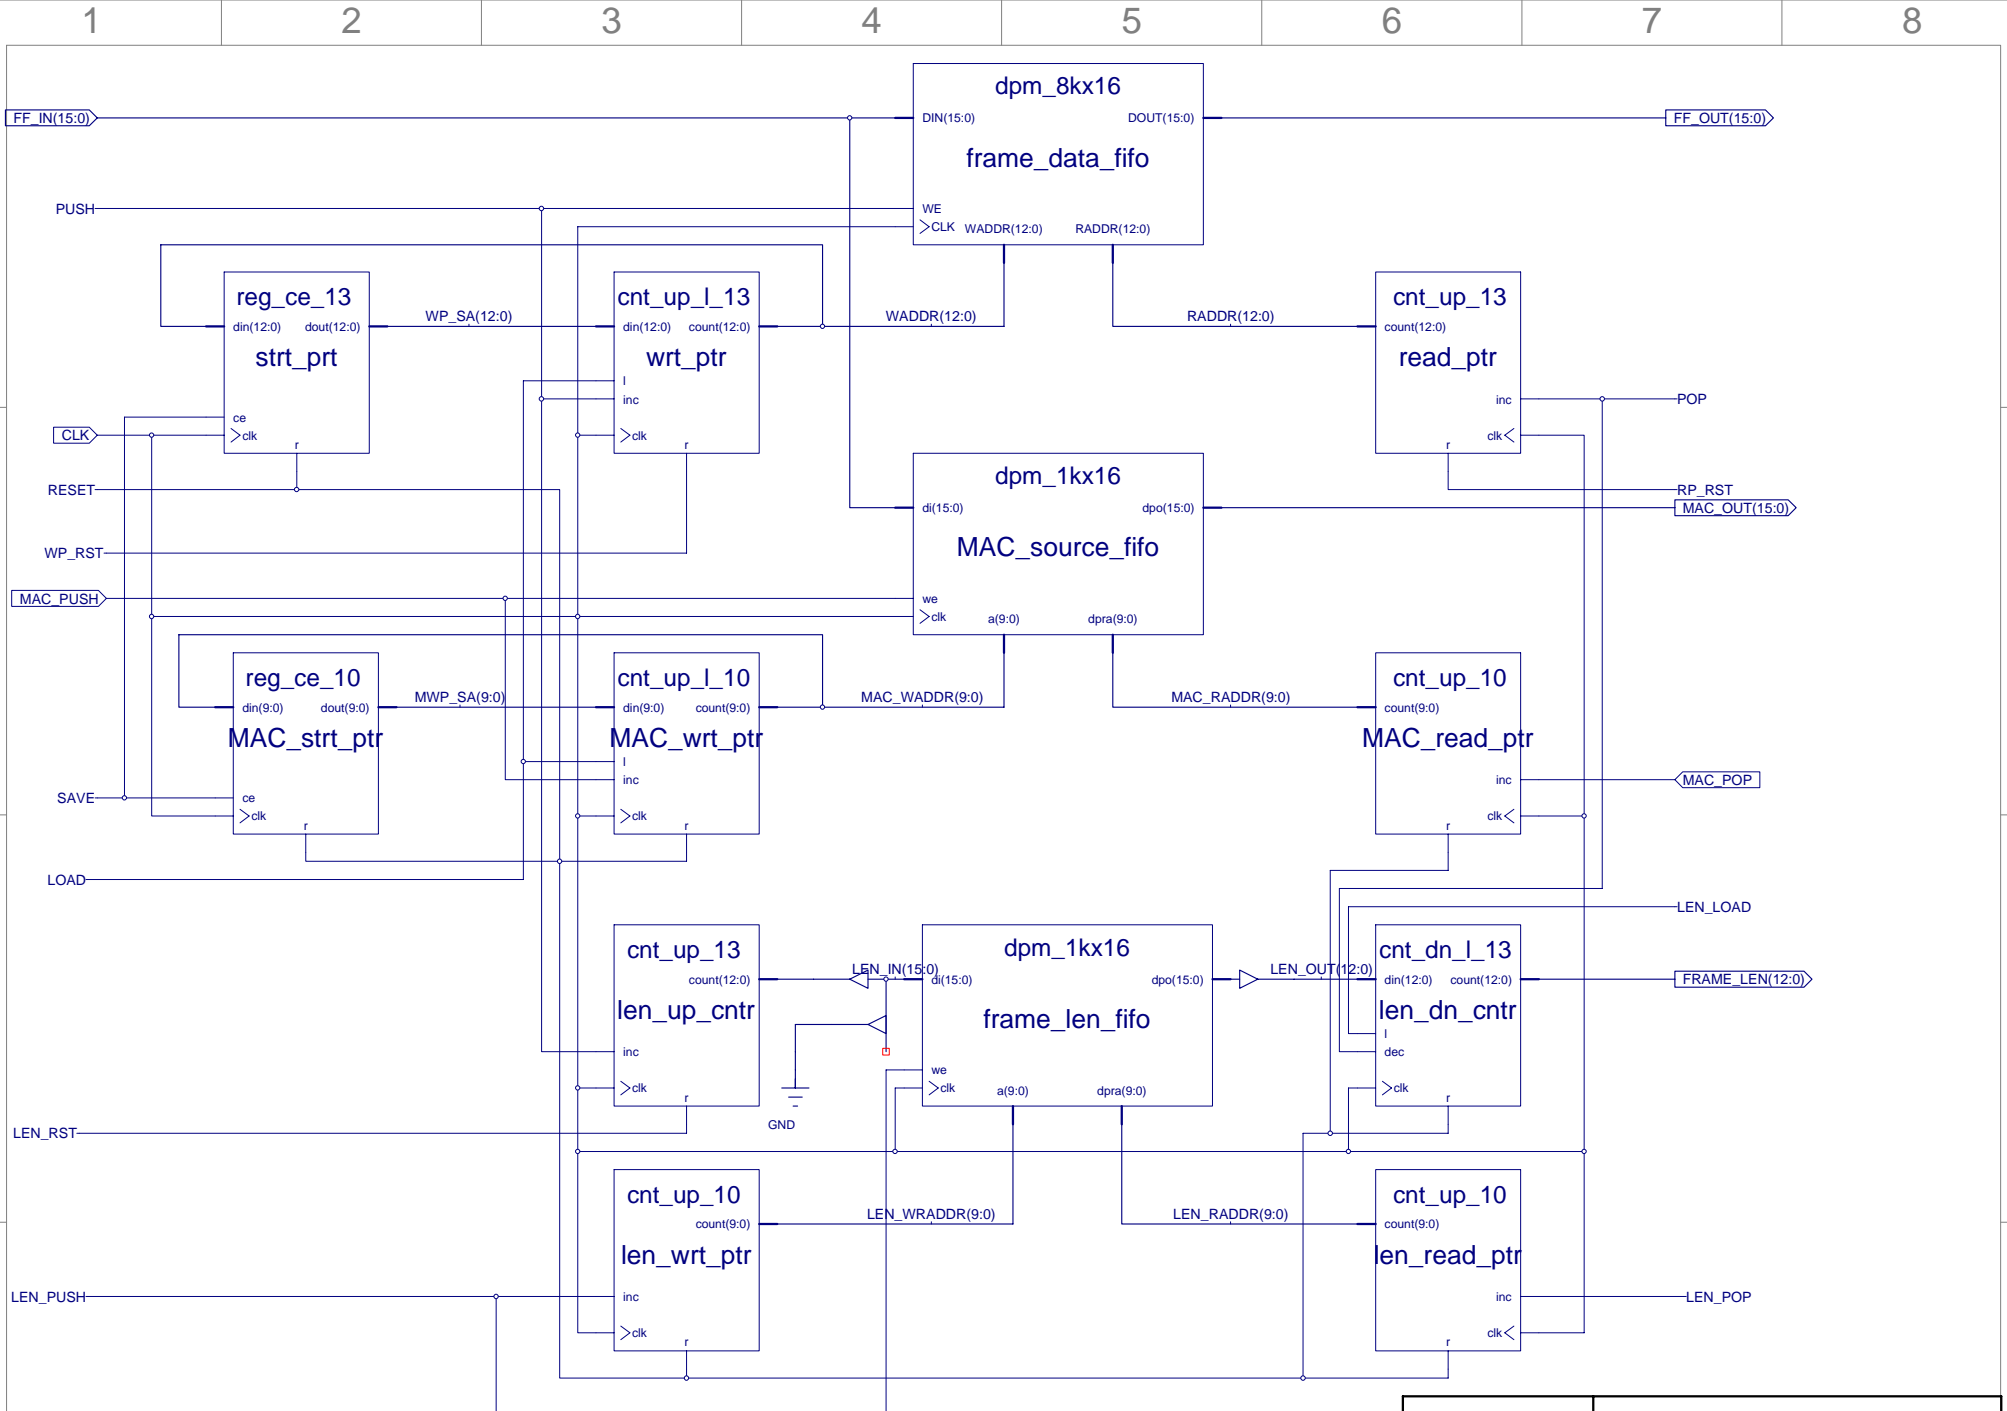 1 2 3 4 5 6 7 8
dpm_8kx16
FF_IN(15:0)
DIN(15:0)
DOUT(15:0)
FF_OUT(15:0)
frame_data_fifo
PUSH
WE
CLK
WADDR(12:0)
RADDR(12:0)
reg_ce_13
din(12:0)
dout(12:0)
strt_prt
ce
clk
r
WP_SA(12:0)
cnt_up_l_13
din(12:0)
count(12:0)
wrt_ptr
l
inc
clk
r
WADDR(12:0)
RADDR(12:0)
cnt_up_13
count(12:0)
read_ptr
inc
clk
r
POP
CLK
RESET
RP_RST
WP_RST
dpm_1kx16
di(15:0)
dpo(15:0)
MAC_OUT(15:0)
MAC_source_fifo
MAC_PUSH
we
clk
a(9:0)
dpra(9:0)
reg_ce_10
din(9:0)
dout(9:0)
MAC_strt_ptr
ce
clk
r
MWP_SA(9:0)
cnt_up_l_10
din(9:0)
count(9:0)
MAC_wrt_ptr
l
inc
clk
r
MAC_WADDR(9:0)
MAC_RADDR(9:0)
cnt_up_10
count(9:0)
MAC_read_ptr
inc
clk
r
MAC_POP
SAVE
LOAD
LEN_LOAD
cnt_up_13
count(12:0)
len_up_cntr
inc
clk
r
LEN_IN(15:0)
GND
dpm_1kx16
di(15:0)
dpo(15:0)
frame_len_fifo
we
clk
a(9:0)
dpra(9:0)
LEN_OUT(12:0)
cnt_dn_l_13
din(12:0)
count(12:0)
len_dn_cntr
l
dec
clk
r
FRAME_LEN(12:0)
LEN_RST
cnt_up_10
count(9:0)
len_wrt_ptr
inc
clk
r
LEN_WRADDR(9:0)
LEN_RADDR(9:0)
cnt_up_10
count(9:0)
len_read_ptr
inc
clk
r
LEN_PUSH
LEN_POP